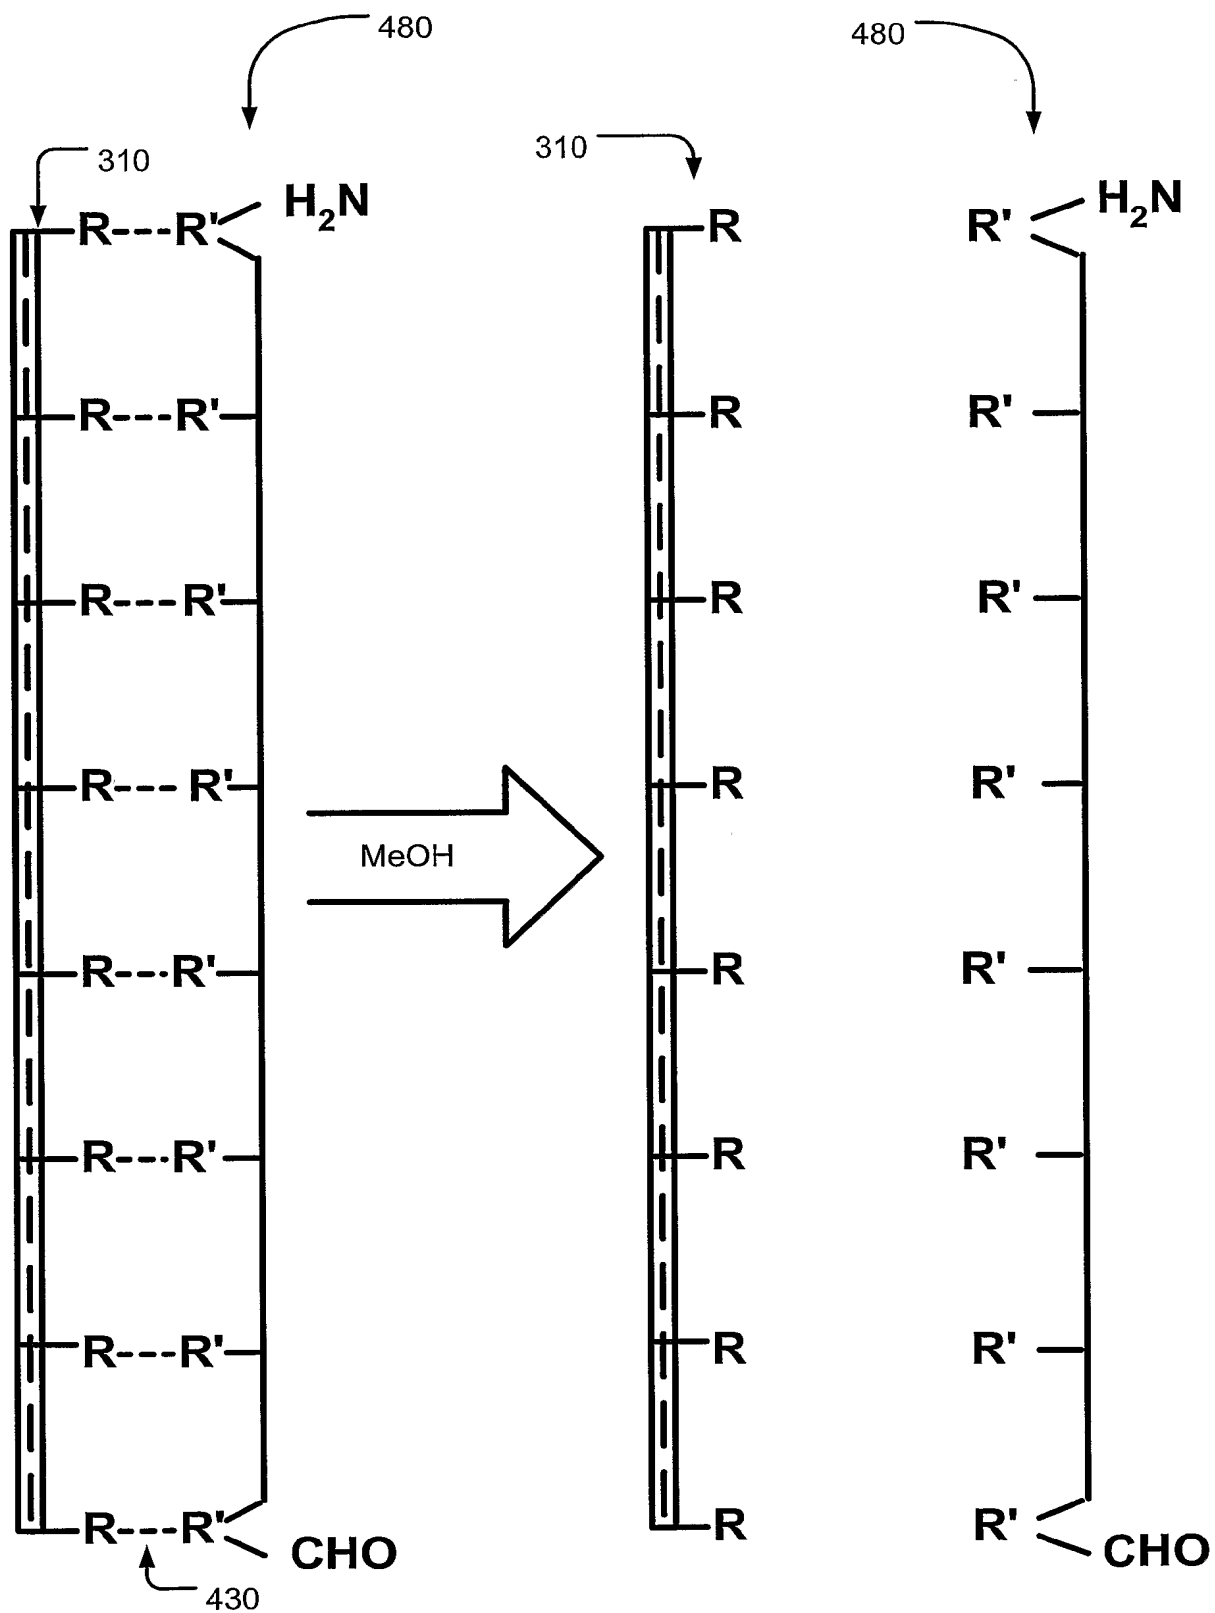 480
480
310
310
H₂N
R---R'
R
R'
H₂N
R---R'
R
R'
R---R'
R
R'
R---R'
R
R'
MeOH
R---R'
R
R'
R---R'
R
R'
R---R'
R
R'
R---R'
CHO
R
R'
CHO
430